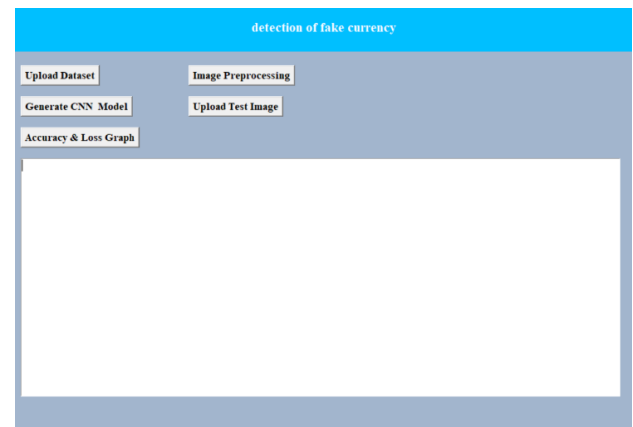 detection of fake currency
Upload Dataset
Image Preprocessing
Generate CNN  Model
Upload Test Image
Accuracy & Loss Graph